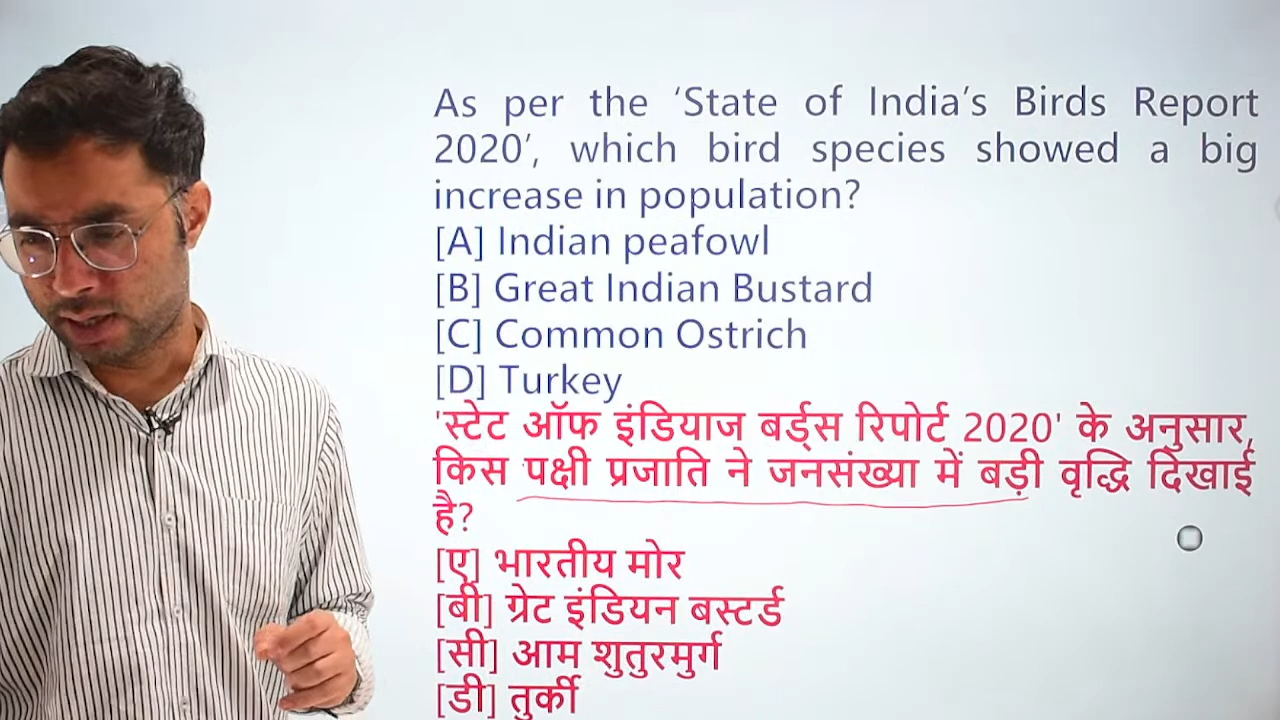 As per the ‘State of India’s Birds Report
2020’, which bird species showed a big
increase in population?
[A] Indian peafowl
[B] Great Indian Bustard
[C] Common Ostrich
[D] Turkey
'स्टेट ऑफ इंडियाज बर्ड्स रिपोर्ट 2020' के अनुसार,
किस पक्षी प्रजाति ने जनसंख्या में बड़ी वृद्धि दिखाई
है?
[ए] भारतीय मोर
[बी] ग्रेट इंडियन बस्टर्ड
[सी] आम शुतुरमुर्ग
[डी] तुर्की